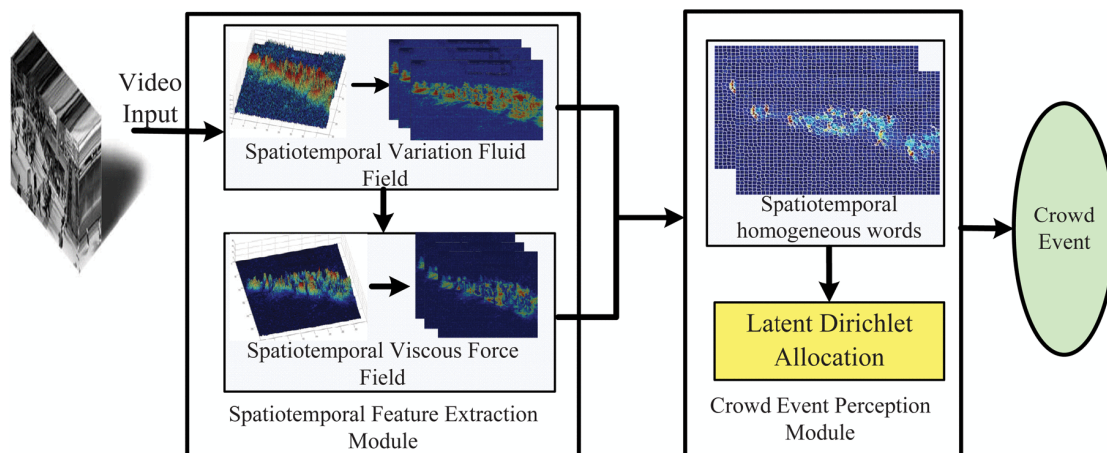 Video
Input
Spatiotemporal Variation Fluid
Field
Spatiotemporal Viscous Force
Field
Spatiotemporal Feature Extraction
Module
Spatiotemporal
homogeneous words
Latent Dirichlet
Allocation
Crowd Event Perception
Module
Crowd
Event